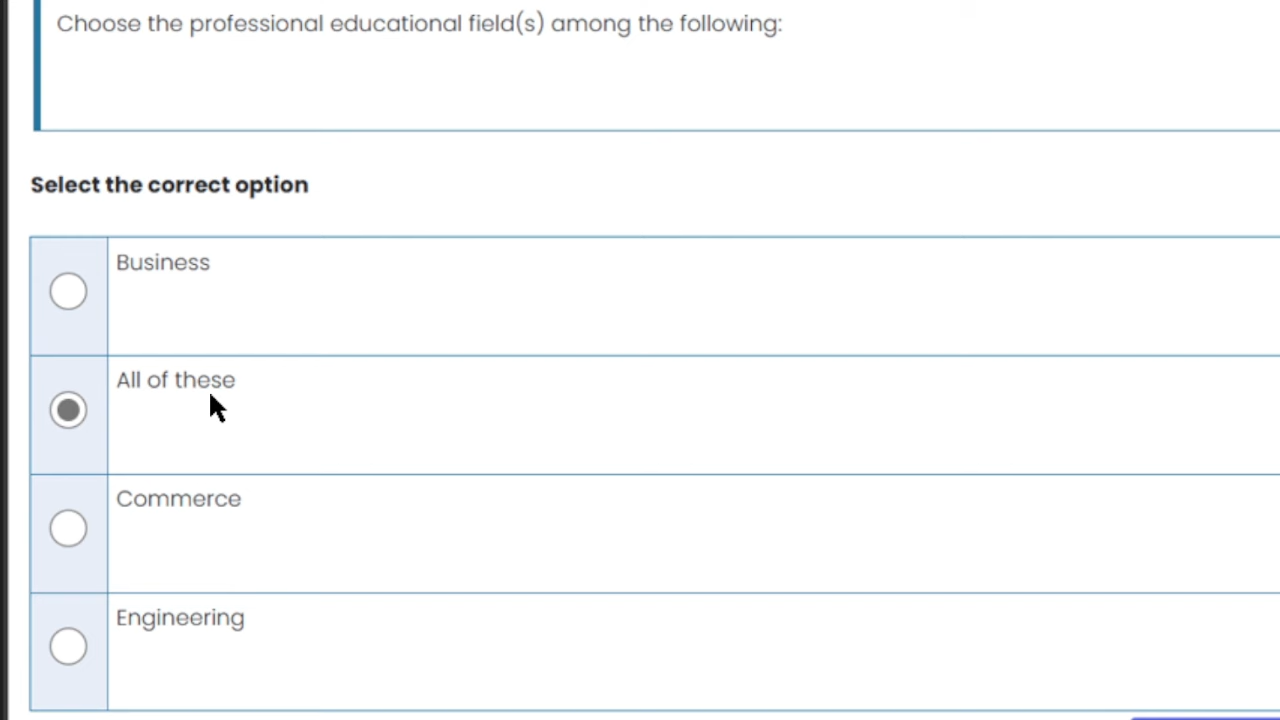 Choose the professional educational field(s) among the following:
Select the correct option
Business
All of these
Commerce
Engineering